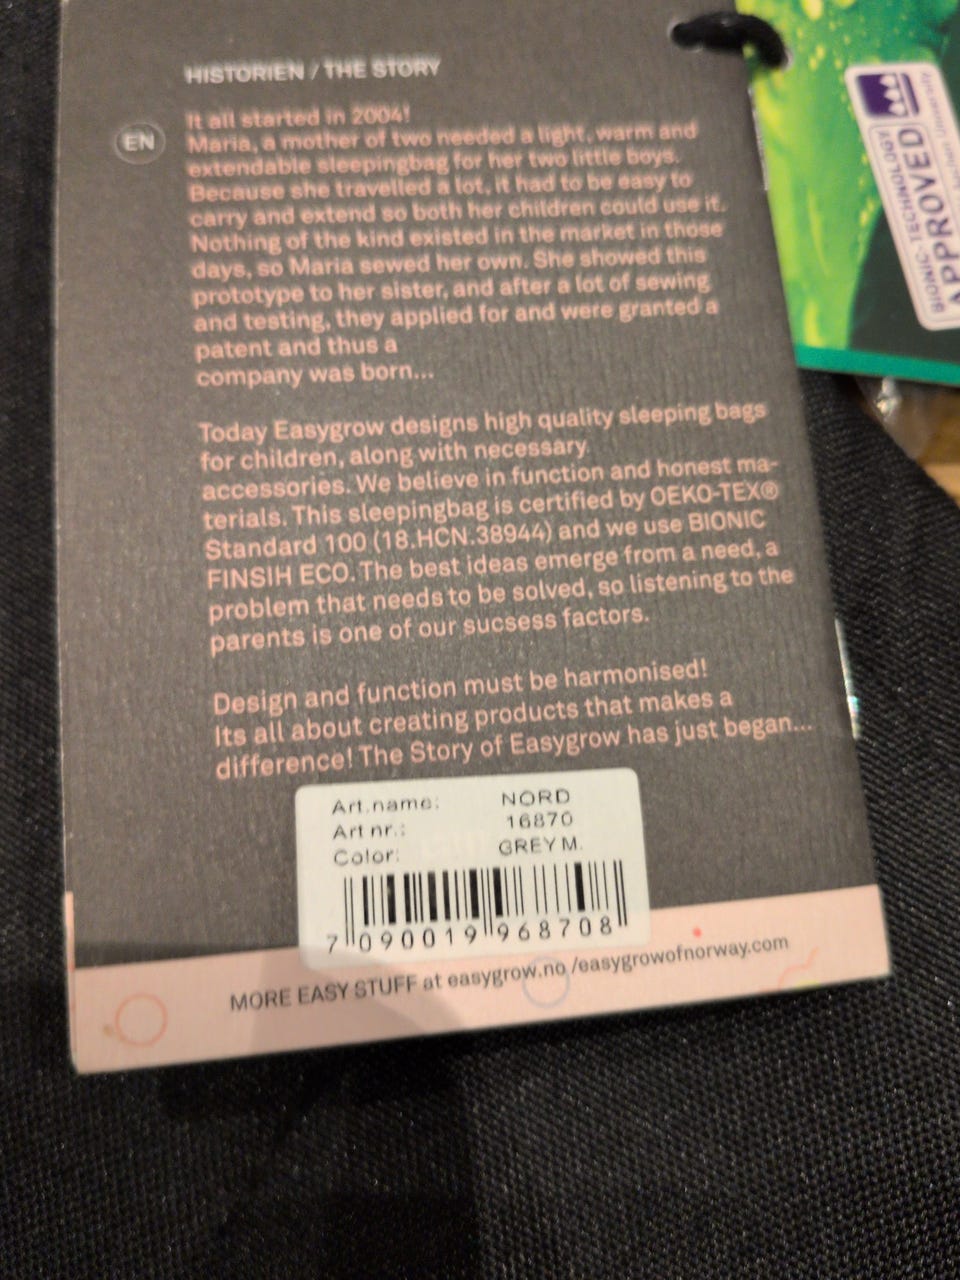 HISTORIEN / THE STORY
EN
It all started in 2004!
Maria, a mother of two needed a light, warm and
extendable sleepingbag for her two little boys.
Because she travelled a lot, it had to be easy to
carry and extend so both her children could use it.
Nothing of the kind existed in the market in those
days, so Maria sewed her own. She showed this
prototype to her sister, and after a lot of sewing
and testing, they applied for and were granted a
patent and thus a
company was born...
Today Easygrow designs high quality sleeping bags
for children, along with necessary
accessories. We believe in function and honest ma-
terials. This sleepingbag is certified by OEKO-TEX®
Standard 100 (18.HCN.38944) and we use BIONIC
FINSIH ECO. The best ideas emerge from a need, a
problem that needs to be solved, so listening to the
parents is one of our sucsess factors.
Design and function must be harmonised!
Its all about creating products that makes a
difference! The Story of Easygrow has just began...
Art.name: NORD
Art nr.: 16870
Color: GREY M.
7 090019 968708
MORE EASY STUFF at easygrow.no /easygrowofnorway.com
BIONIC-TECHNOLOGY
APPROVED
University